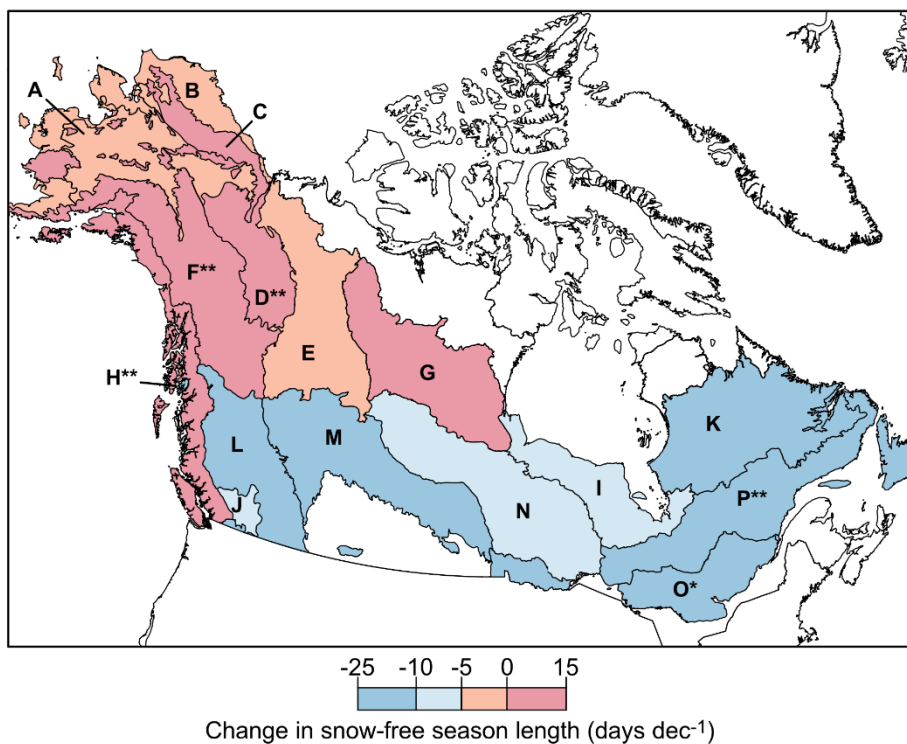 A
B
C
F**
D**
E
G
H**
K
L
M
I
J
N
P**
O*
-25 -10 -5 0 15
Change in snow-free season length (days dec-1)